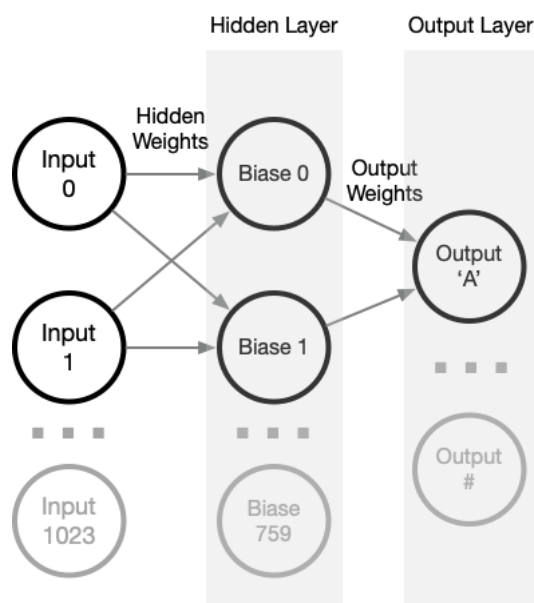 Hidden Layer
Output Layer
Hidden
Weights
Input
0
Biase 0
Output
Weights
Output
‘A’
Input
1
Biase 1
Input
1023
Biase
759
Output
#